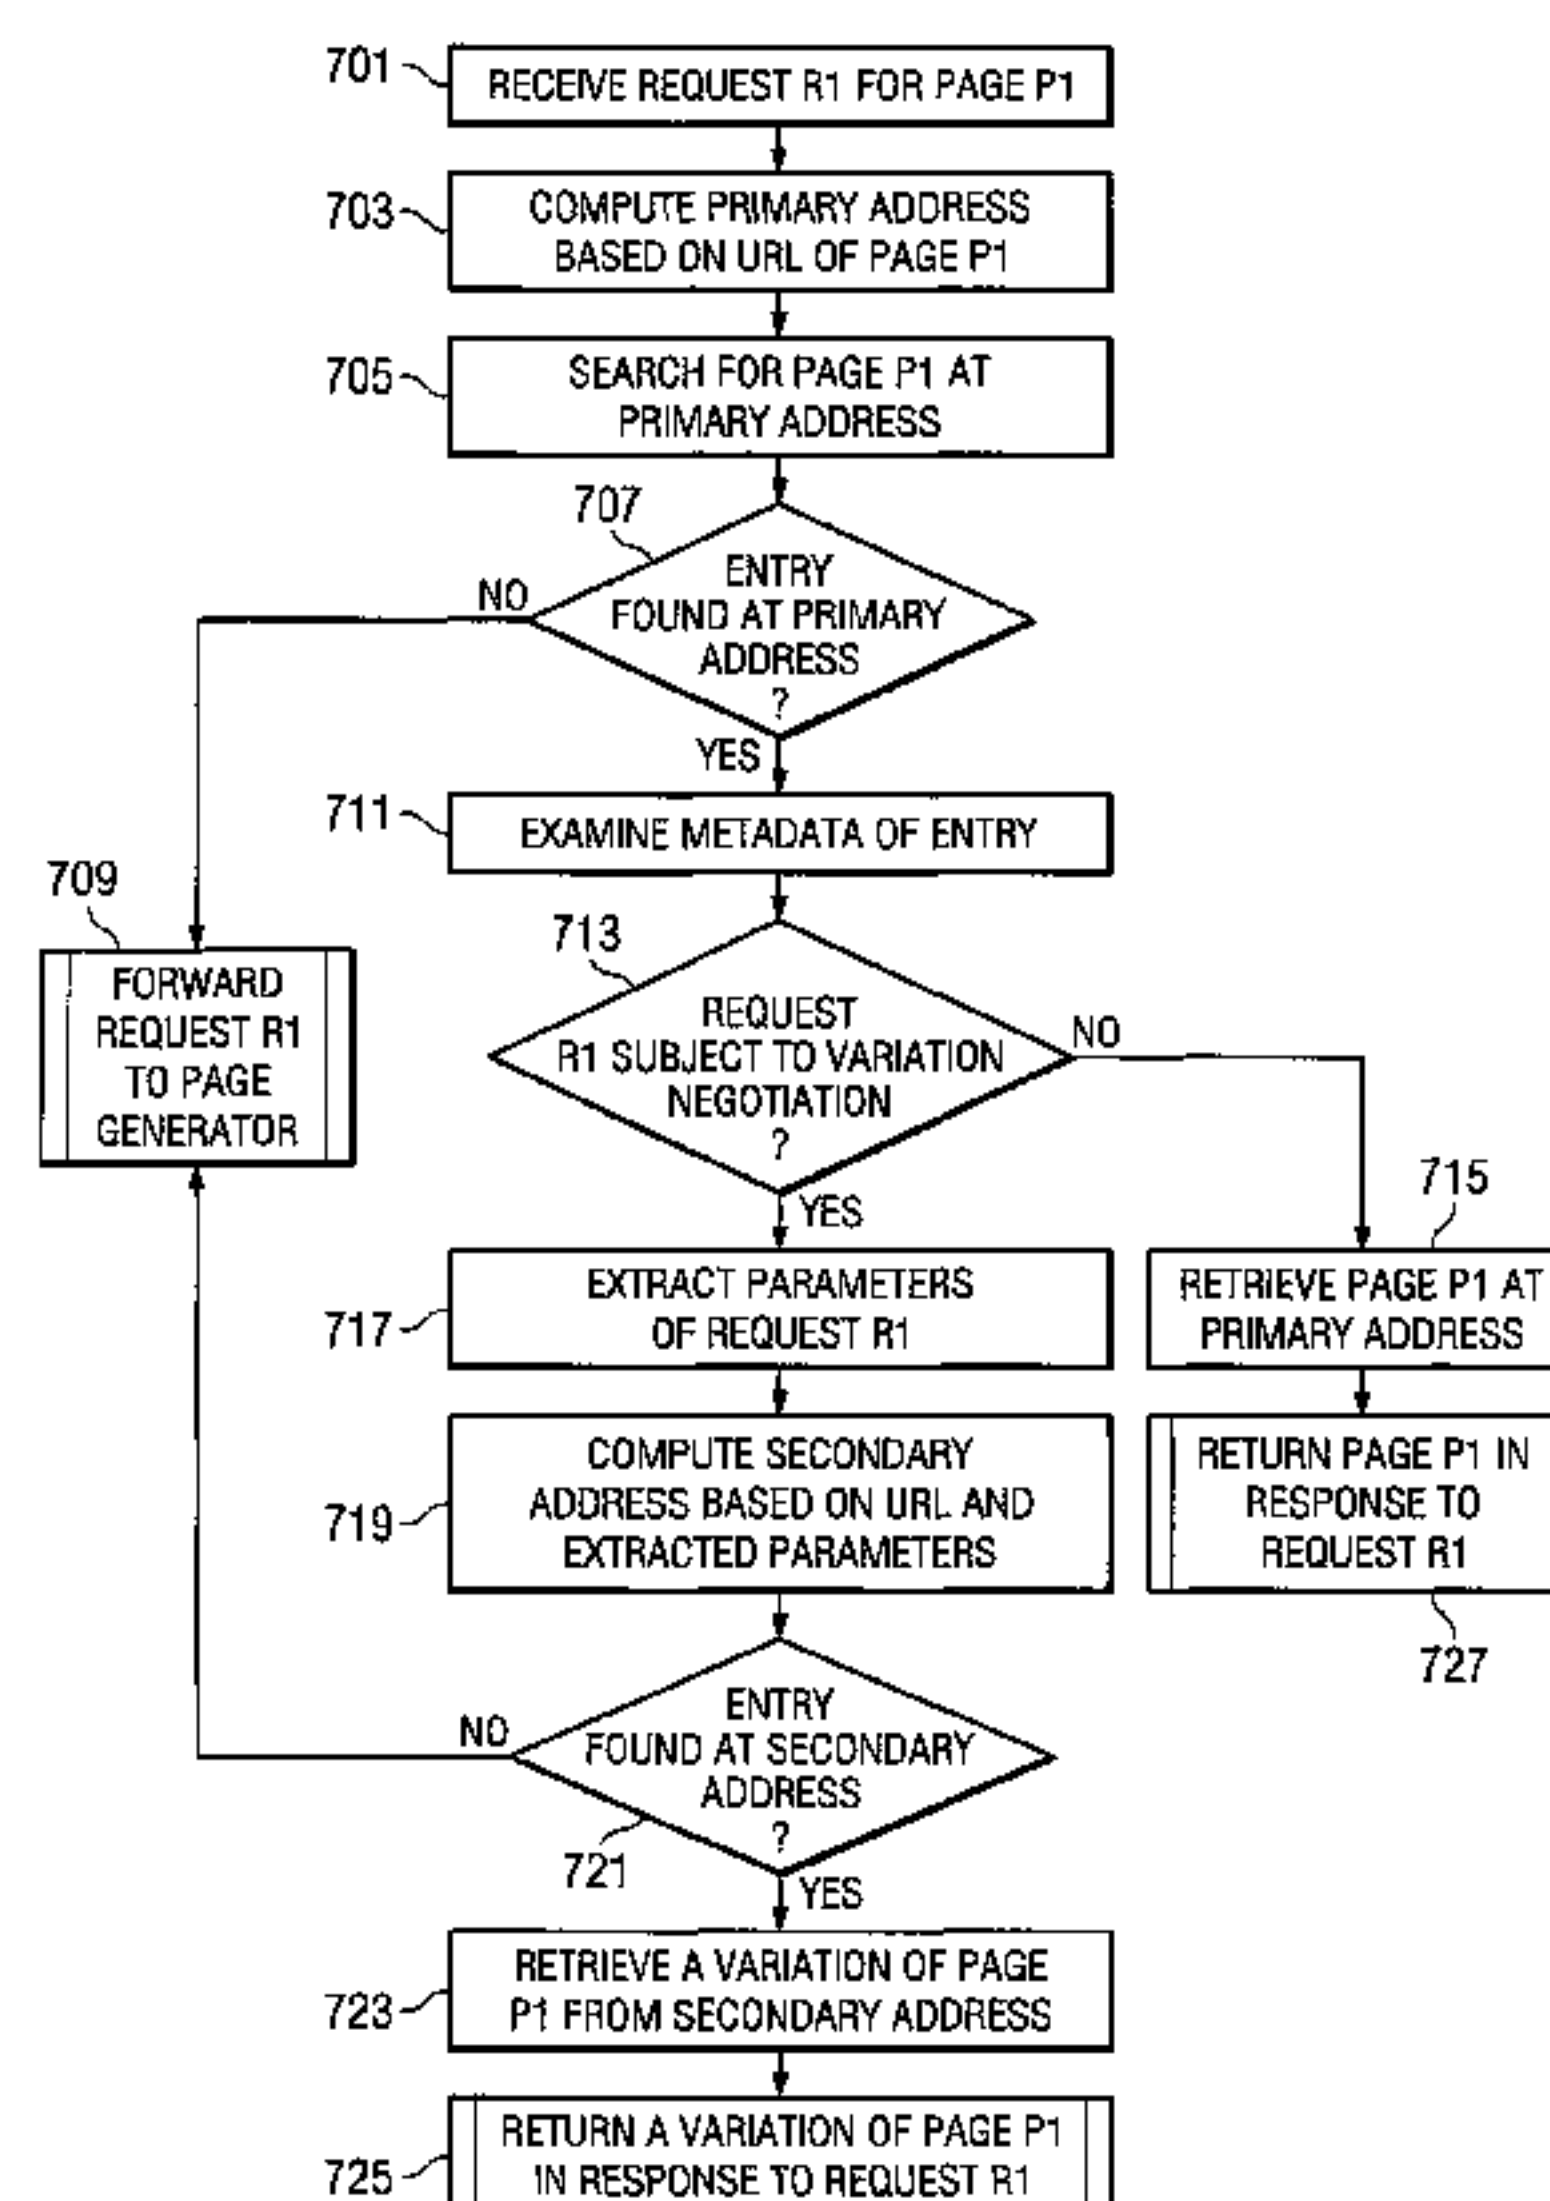 701
RECEIVE REQUEST R1 FOR PAGE P1
703
COMPUTE PRIMARY ADDRESS
BASED ON URL OF PAGE P1
705
SEARCH FOR PAGE P1 AT
PRIMARY ADDRESS
707
ENTRY
FOUND AT PRIMARY
ADDRESS
?
NO
YES
711
EXAMINE METADATA OF ENTRY
709
FORWARD
REQUEST R1
TO PAGE
GENERATOR
713
REQUEST
R1 SUBJECT TO VARIATION
NEGOTIATION
?
NO
YES
715
RETRIEVE PAGE P1 AT
PRIMARY ADDRESS
717
EXTRACT PARAMETERS
OF REQUEST R1
719
COMPUTE SECONDARY
ADDRESS BASED ON URL AND
EXTRACTED PARAMETERS
RETURN PAGE P1 IN
RESPONSE TO
REQUEST R1
727
ENTRY
FOUND AT SECONDARY
ADDRESS
?
NO
721
YES
723
RETRIEVE A VARIATION OF PAGE
P1 FROM SECONDARY ADDRESS
725
RETURN A VARIATION OF PAGE P1
IN RESPONSE TO REQUEST R1